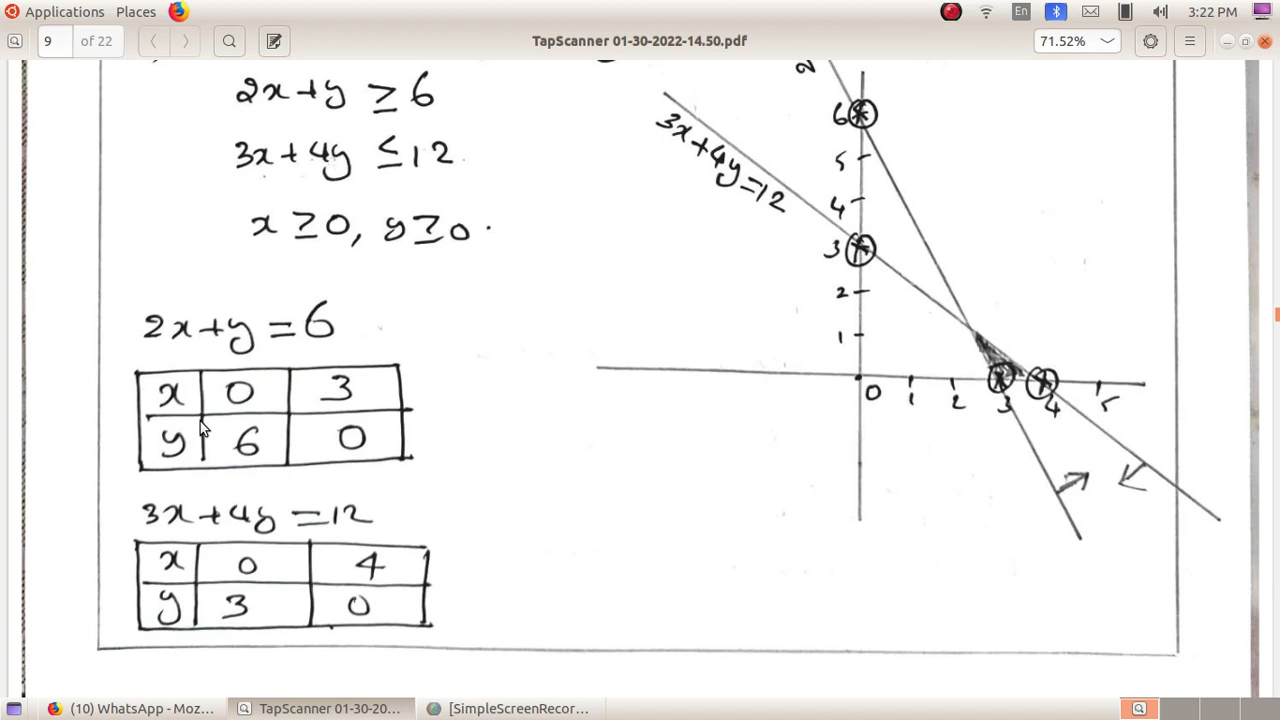 Applications Places En 3:22 PM
9 of 22 TapScanner 01-30-2022-14.50.pdf 71.52%
2x+y ≥ 6
3x+4y ≤ 12
x ≥ 0, y ≥ 0.
2x+y = 6
x 0 3
y 6 0
3x+4y = 12
x 0 4
y 3 0
2
6
3x+4y=12
5
4
3
2
1
0 1 2 3 4 5
(10) WhatsApp - Moz... TapScanner 01-30-20... [SimpleScreenRecor...